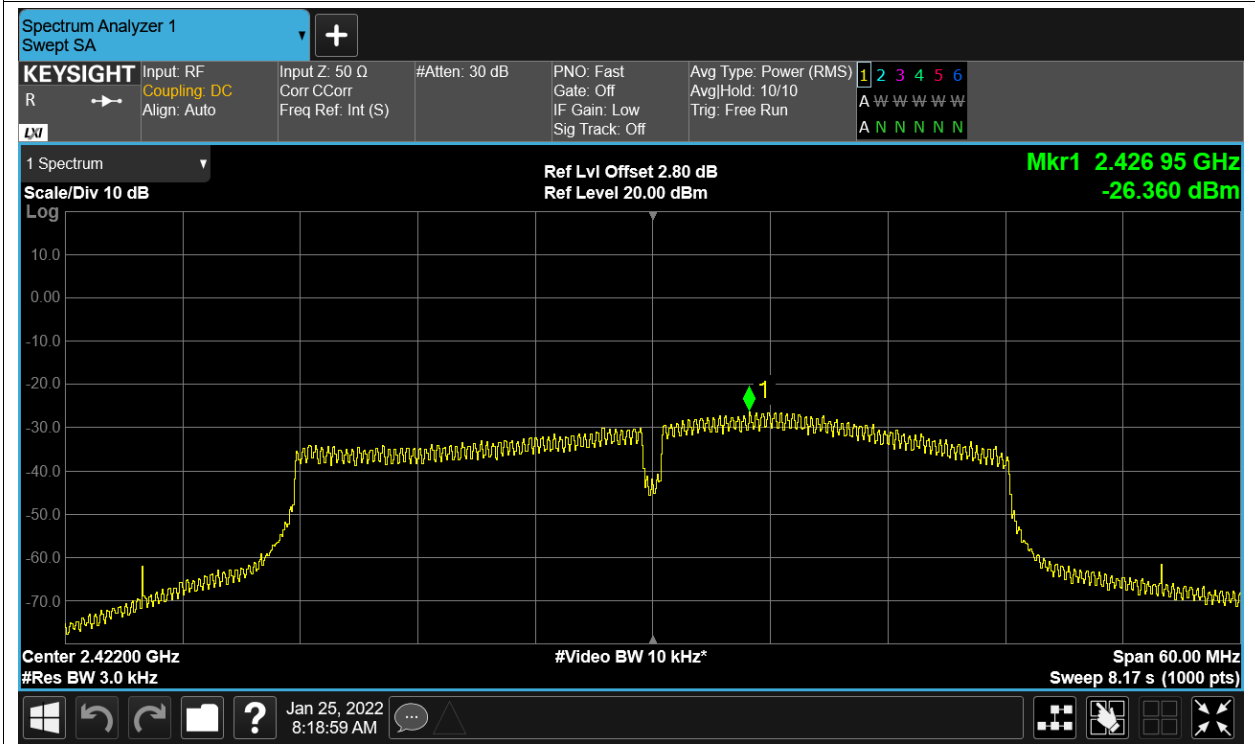 Spectrum Analyzer 1
Swept SA
+
KEYSIGHT
R
LXI
Input: RF
Coupling: DC
Align: Auto
Input Z: 50 Ω
Corr CCorr
Freq Ref: Int (S)
#Atten: 30 dB
PNO: Fast
Gate: Off
IF Gain: Low
Sig Track: Off
Avg Type: Power (RMS)
Avg|Hold: 10/10
Trig: Free Run
1 2 3 4 5 6
A W W W W W
A N N N N N
1 Spectrum
Scale/Div 10 dB
Log
Ref Lvl Offset 2.80 dB
Ref Level 20.00 dBm
Mkr1 2.426 95 GHz
-26.360 dBm
10.0
0.00
-10.0
-20.0
1
-30.0
-40.0
-50.0
-60.0
-70.0
Center 2.42200 GHz
#Res BW 3.0 kHz
#Video BW 10 kHz*
Span 60.00 MHz
Sweep 8.17 s (1000 pts)
?
Jan 25, 2022
8:18:59 AM